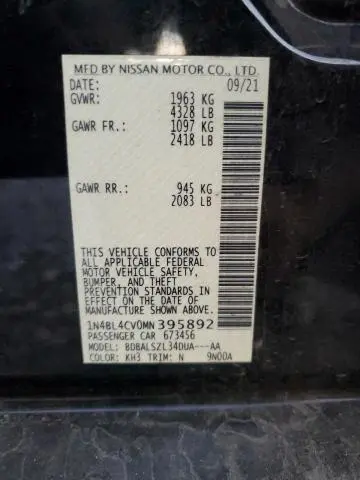 MFD BY NISSAN MOTOR CO., LTD.
DATE: 09/21
GVWR: 1963 KG
4328 LB
GAWR FR.: 1097 KG
2418 LB
GAWR RR.: 945 KG
2083 LB
THIS VEHICLE CONFORMS TO
ALL APPLICABLE FEDERAL
MOTOR VEHICLE SAFETY,
BUMPER, AND THEFT
PREVENTION STANDARDS IN
EFFECT ON THE DATE OF
MANUFACTURE SHOWN ABOVE.
1N4BL4CV0MN395892
PASSENGER CAR 673456
MODEL: BDBALSZL34DUA---AA
COLOR: KH3 TRIM: N 9N00A